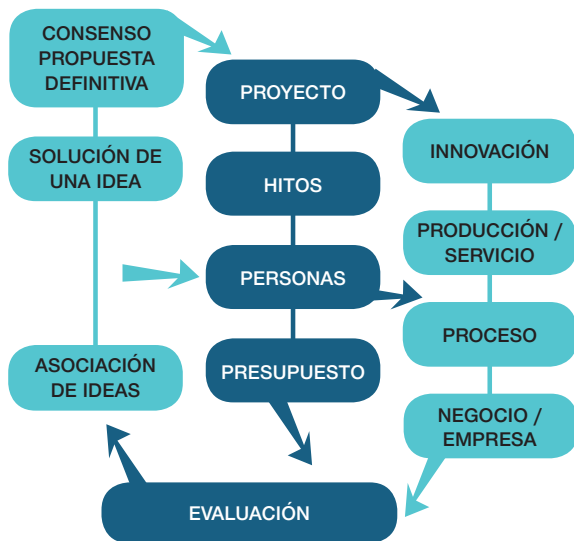 CONSENSO
PROPUESTA
DEFINITIVA
SOLUCIÓN DE
UNA IDEA
ASOCIACIÓN
DE IDEAS
PROYECTO
HITOS
PERSONAS
PRESUPUESTO
INNOVACIÓN
PRODUCCIÓN /
SERVICIO
PROCESO
NEGOCIO /
EMPRESA
EVALUACIÓN